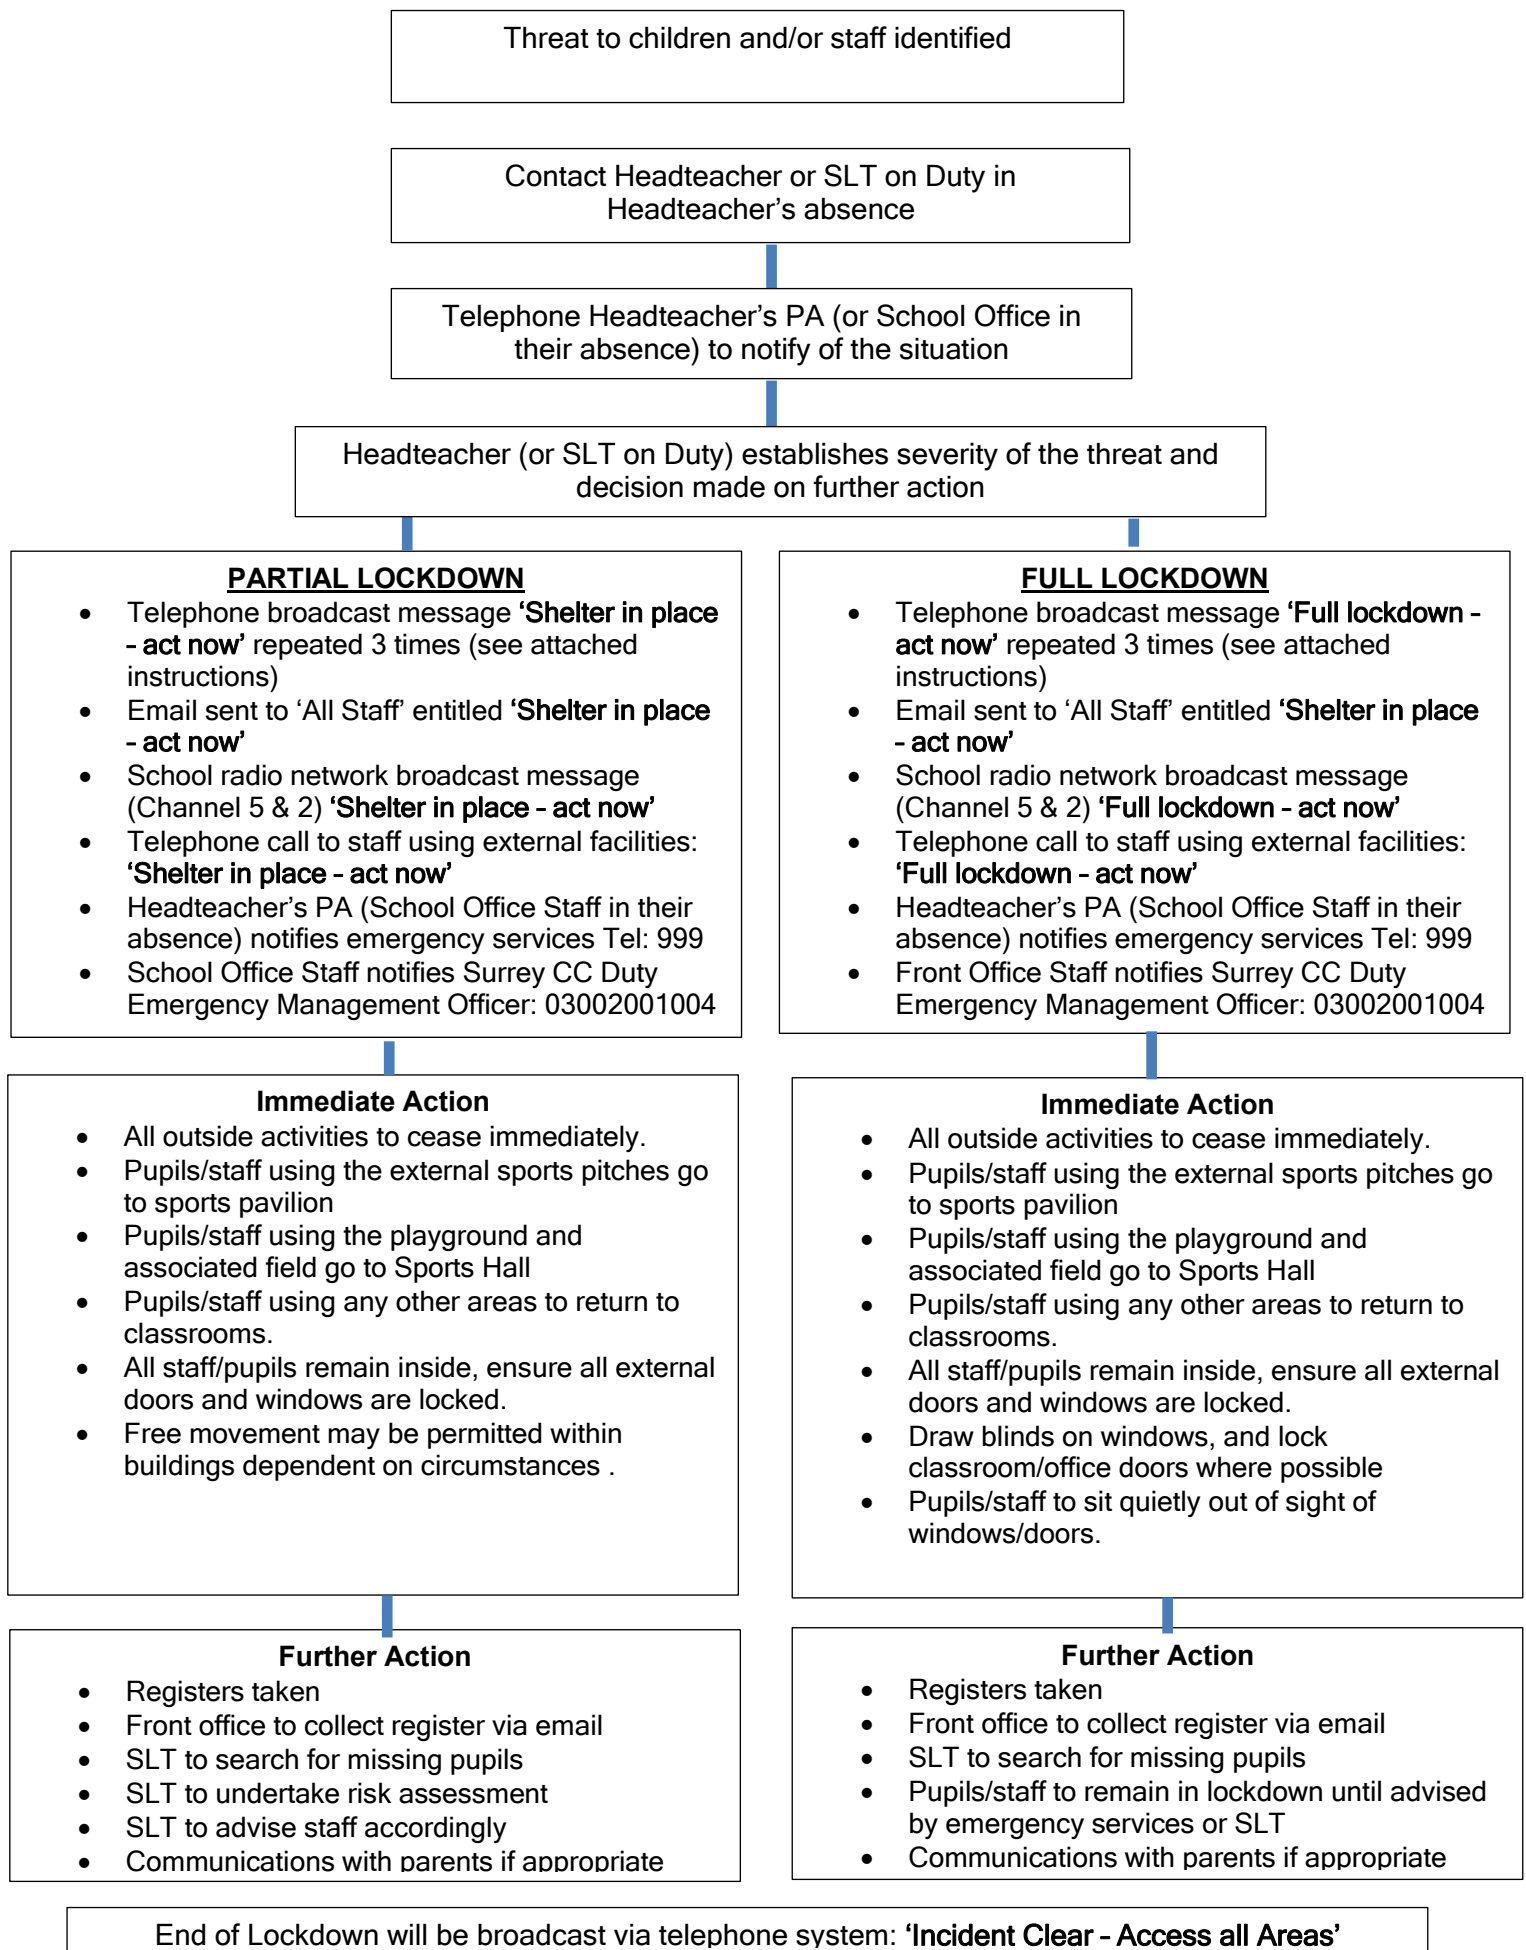 Threat to children and/or staff identified
Contact Headteacher or SLT on Duty in
Headteacher’s absence
Telephone Headteacher’s PA (or School Office in
their absence) to notify of the situation
Headteacher (or SLT on Duty) establishes severity of the threat and
decision made on further action
PARTIAL LOCKDOWN
• Telephone broadcast message ‘Shelter in place
– act now’ repeated 3 times (see attached
instructions)
• Email sent to ‘All Staff’ entitled ‘Shelter in place
– act now’
• School radio network broadcast message
(Channel 5 & 2) ‘Shelter in place – act now’
• Telephone call to staff using external facilities:
‘Shelter in place – act now’
• Headteacher’s PA (School Office Staff in their
absence) notifies emergency services Tel: 999
• School Office Staff notifies Surrey CC Duty
Emergency Management Officer: 03002001004
FULL LOCKDOWN
• Telephone broadcast message ‘Full lockdown –
act now’ repeated 3 times (see attached
instructions)
• Email sent to ‘All Staff’ entitled ‘Shelter in place
– act now’
• School radio network broadcast message
(Channel 5 & 2) ‘Full lockdown – act now’
• Telephone call to staff using external facilities:
‘Full lockdown – act now’
• Headteacher’s PA (School Office Staff in their
absence) notifies emergency services Tel: 999
• Front Office Staff notifies Surrey CC Duty
Emergency Management Officer: 03002001004
Immediate Action
• All outside activities to cease immediately.
• Pupils/staff using the external sports pitches go
to sports pavilion
• Pupils/staff using the playground and
associated field go to Sports Hall
• Pupils/staff using any other areas to return to
classrooms.
• All staff/pupils remain inside, ensure all external
doors and windows are locked.
• Free movement may be permitted within
buildings dependent on circumstances .
Immediate Action
• All outside activities to cease immediately.
• Pupils/staff using the external sports pitches go
to sports pavilion
• Pupils/staff using the playground and
associated field go to Sports Hall
• Pupils/staff using any other areas to return to
classrooms.
• All staff/pupils remain inside, ensure all external
doors and windows are locked.
• Draw blinds on windows, and lock
classroom/office doors where possible
• Pupils/staff to sit quietly out of sight of
windows/doors.
Further Action
• Registers taken
• Front office to collect register via email
• SLT to search for missing pupils
• SLT to undertake risk assessment
• SLT to advise staff accordingly
• Communications with parents if appropriate
Further Action
• Registers taken
• Front office to collect register via email
• SLT to search for missing pupils
• Pupils/staff to remain in lockdown until advised
by emergency services or SLT
• Communications with parents if appropriate
End of Lockdown will be broadcast via telephone system: ‘Incident Clear – Access all Areas’